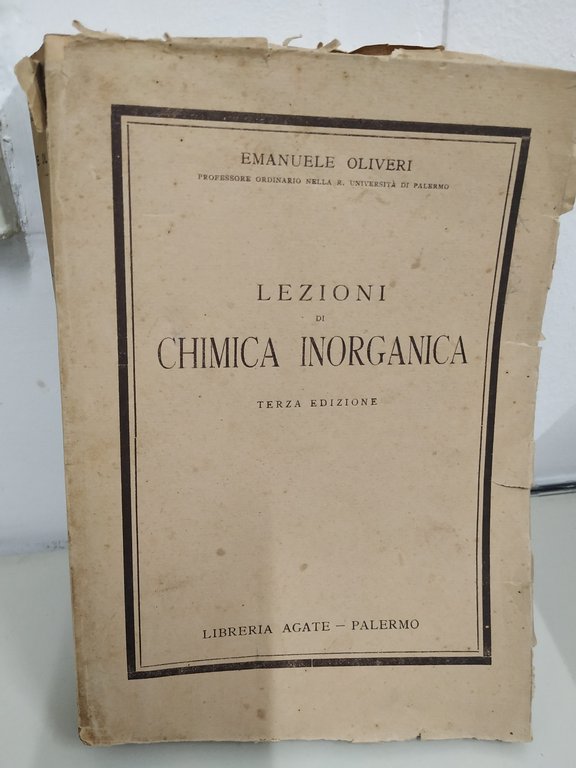 EMANUELE OLIVERI
PROFESSORE ORDINARIO NELLA R. UNIVERSITÀ DI PALERMO
LEZIONI
DI
CHIMICA INORGANICA
TERZA EDIZIONE
LIBRERIA AGATE — PALERMO